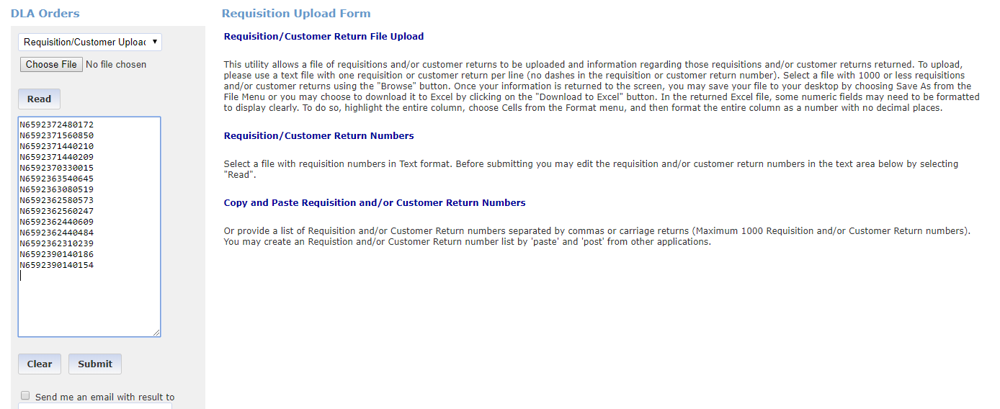 DLA Orders
Requisition/Customer Upload
Choose File No file chosen
Read
N6592372480172
N6592371560850
N6592371440210
N6592371440209
N6592370330015
N6592363540645
N6592363080519
N6592362580573
N6592362560247
N6592362440609
N6592362440484
N6592362310239
N6592390140186
N6592390140154
Clear Submit
Send me an email with result to
Requisition Upload Form
Requisition/Customer Return File Upload
This utility allows a file of requisitions and/or customer returns to be uploaded and information regarding those requisitions and/or customer returns returned. To upload,
please use a text file with one requisition or customer return per line (no dashes in the requisition or customer return number). Select a file with 1000 or less requisitions
and/or customer returns using the "Browse" button. Once your information is returned to the screen, you may save your file to your desktop by choosing Save As from the
File Menu or you may choose to download it to Excel by clicking on the "Download to Excel" button. In the returned Excel file, some numeric fields may need to be formatted
to display clearly. To do so, highlight the entire column, choose Cells from the Format menu, and then format the entire column as a number with no decimal places.
Requisition/Customer Return Numbers
Select a file with requisition numbers in Text format. Before submitting you may edit the requisition and/or customer return numbers in the text area below by selecting
"Read".
Copy and Paste Requisition and/or Customer Return Numbers
Or provide a list of Requisition and/or Customer Return numbers separated by commas or carriage returns (Maximum 1000 Requisition and/or Customer Return numbers).
You may create an Requistion and/or Customer Return number list by 'paste' and 'post' from other applications.